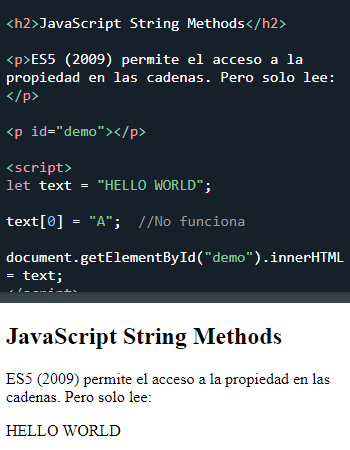 <h2>JavaScript String Methods</h2>
<p>ES5 (2009) permite el acceso a la
propiedad en las cadenas. Pero solo lee:
</p>
<p id="demo"></p>
<script>
let text = "HELLO WORLD";
text[0] = "A";  //No funciona
document.getElementById("demo").innerHTML
= text;
</script>
JavaScript String Methods
ES5 (2009) permite el acceso a la propiedad en las
cadenas. Pero solo lee:
HELLO WORLD